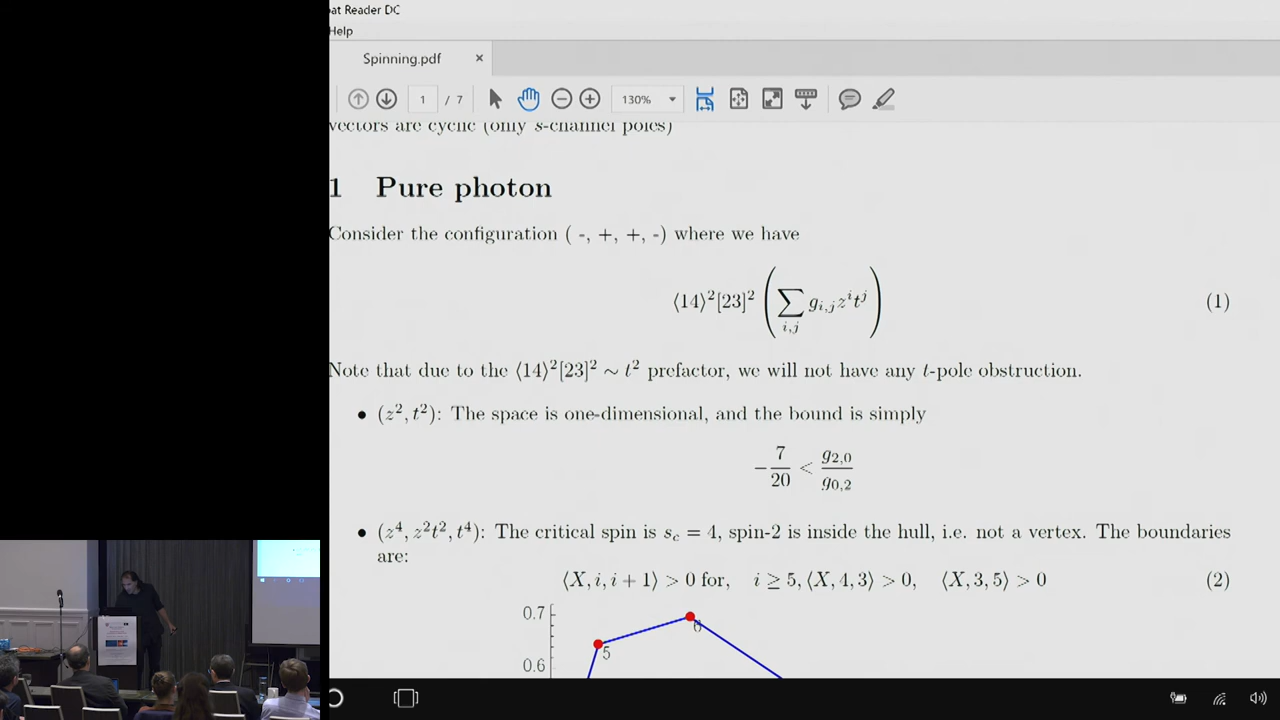 bat Reader DC
Help
Spinning.pdf ×
1 / 7 130%
vectors are cyclic (only s-channel poles)
1 Pure photon
Consider the configuration ( -, +, +, -) where we have
⟨14⟩²[23]² (∑_{i,j} g_{i,j} z^i t^j) (1)
Note that due to the ⟨14⟩²[23]² ∼ t² prefactor, we will not have any t-pole obstruction.
• (z², t²): The space is one-dimensional, and the bound is simply
−7/20 < g_{2,0}/g_{0,2}
• (z⁴, z²t², t⁴): The critical spin is s_c = 4, spin-2 is inside the hull, i.e. not a vertex. The boundaries
are:
⟨X, i, i + 1⟩ > 0 for, i ≥ 5, ⟨X, 4, 3⟩ > 0, ⟨X, 3, 5⟩ > 0 (2)
0.7
6
5
0.6